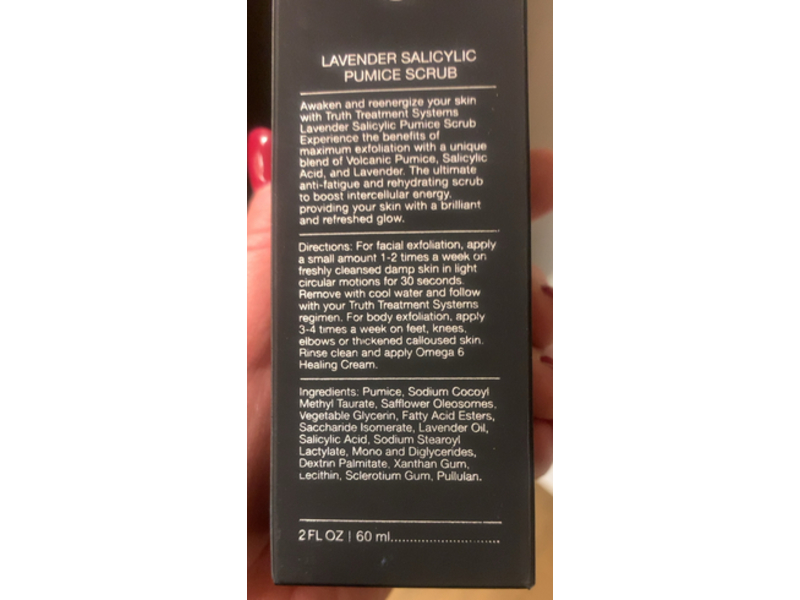 LAVENDER SALICYLIC
PUMICE SCRUB
Awaken and reenergize your skin
with Truth Treatment Systems
Lavender Salicylic Pumice Scrub
Experience the benefits of
maximum exfoliation with a unique
blend of Volcanic Pumice, Salicylic
Acid, and Lavender. The ultimate
anti-fatigue and rehydrating scrub
to boost intercellular energy,
providing your skin with a brilliant
and refreshed glow.
Directions: For facial exfoliation, apply
a small amount 1-2 times a week on
freshly cleansed damp skin in light
circular motions for 30 seconds.
Remove with cool water and follow
with your Truth Treatment Systems
regimen. For body exfoliation, apply
3-4 times a week on feet, knees,
elbows or thickened calloused skin.
Rinse clean and apply Omega 6
Healing Cream.
Ingredients: Pumice, Sodium Cocoyl
Methyl Taurate, Safflower Oleosomes,
Vegetable Glycerin, Fatty Acid Esters,
Saccharide Isomerate, Lavender Oil,
Salicylic Acid, Sodium Stearoyl
Lactylate, Mono and Diglycerides,
Dextrin Palmitate, Xanthan Gum,
Lecithin, Sclerotium Gum, Pullulan.
2 FL OZ | 60 ml..........................